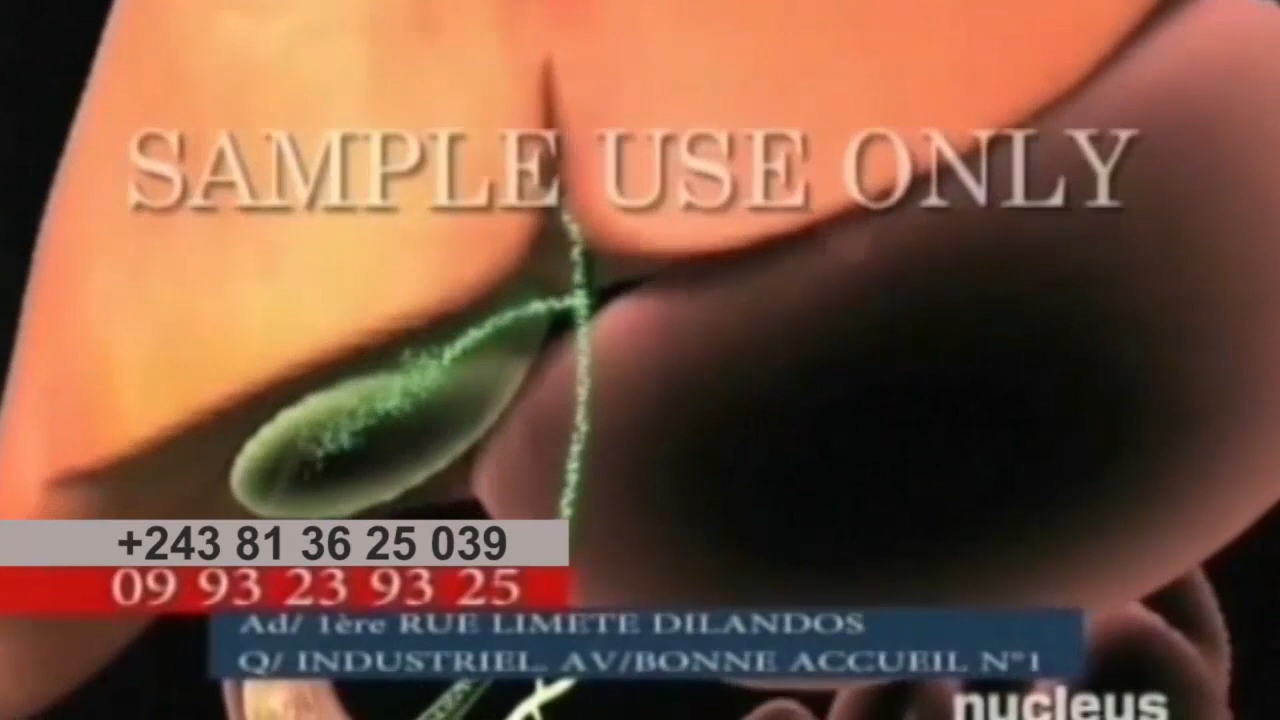 SAMPLE USE ONLY
+243 81 36 25 039
09 93 23 93 25
Ad/ 1ère RUE LIMETE DILANDOS
Q/ INDUSTRIEL. AV/BONNE ACCUEIL N°1
nucleus